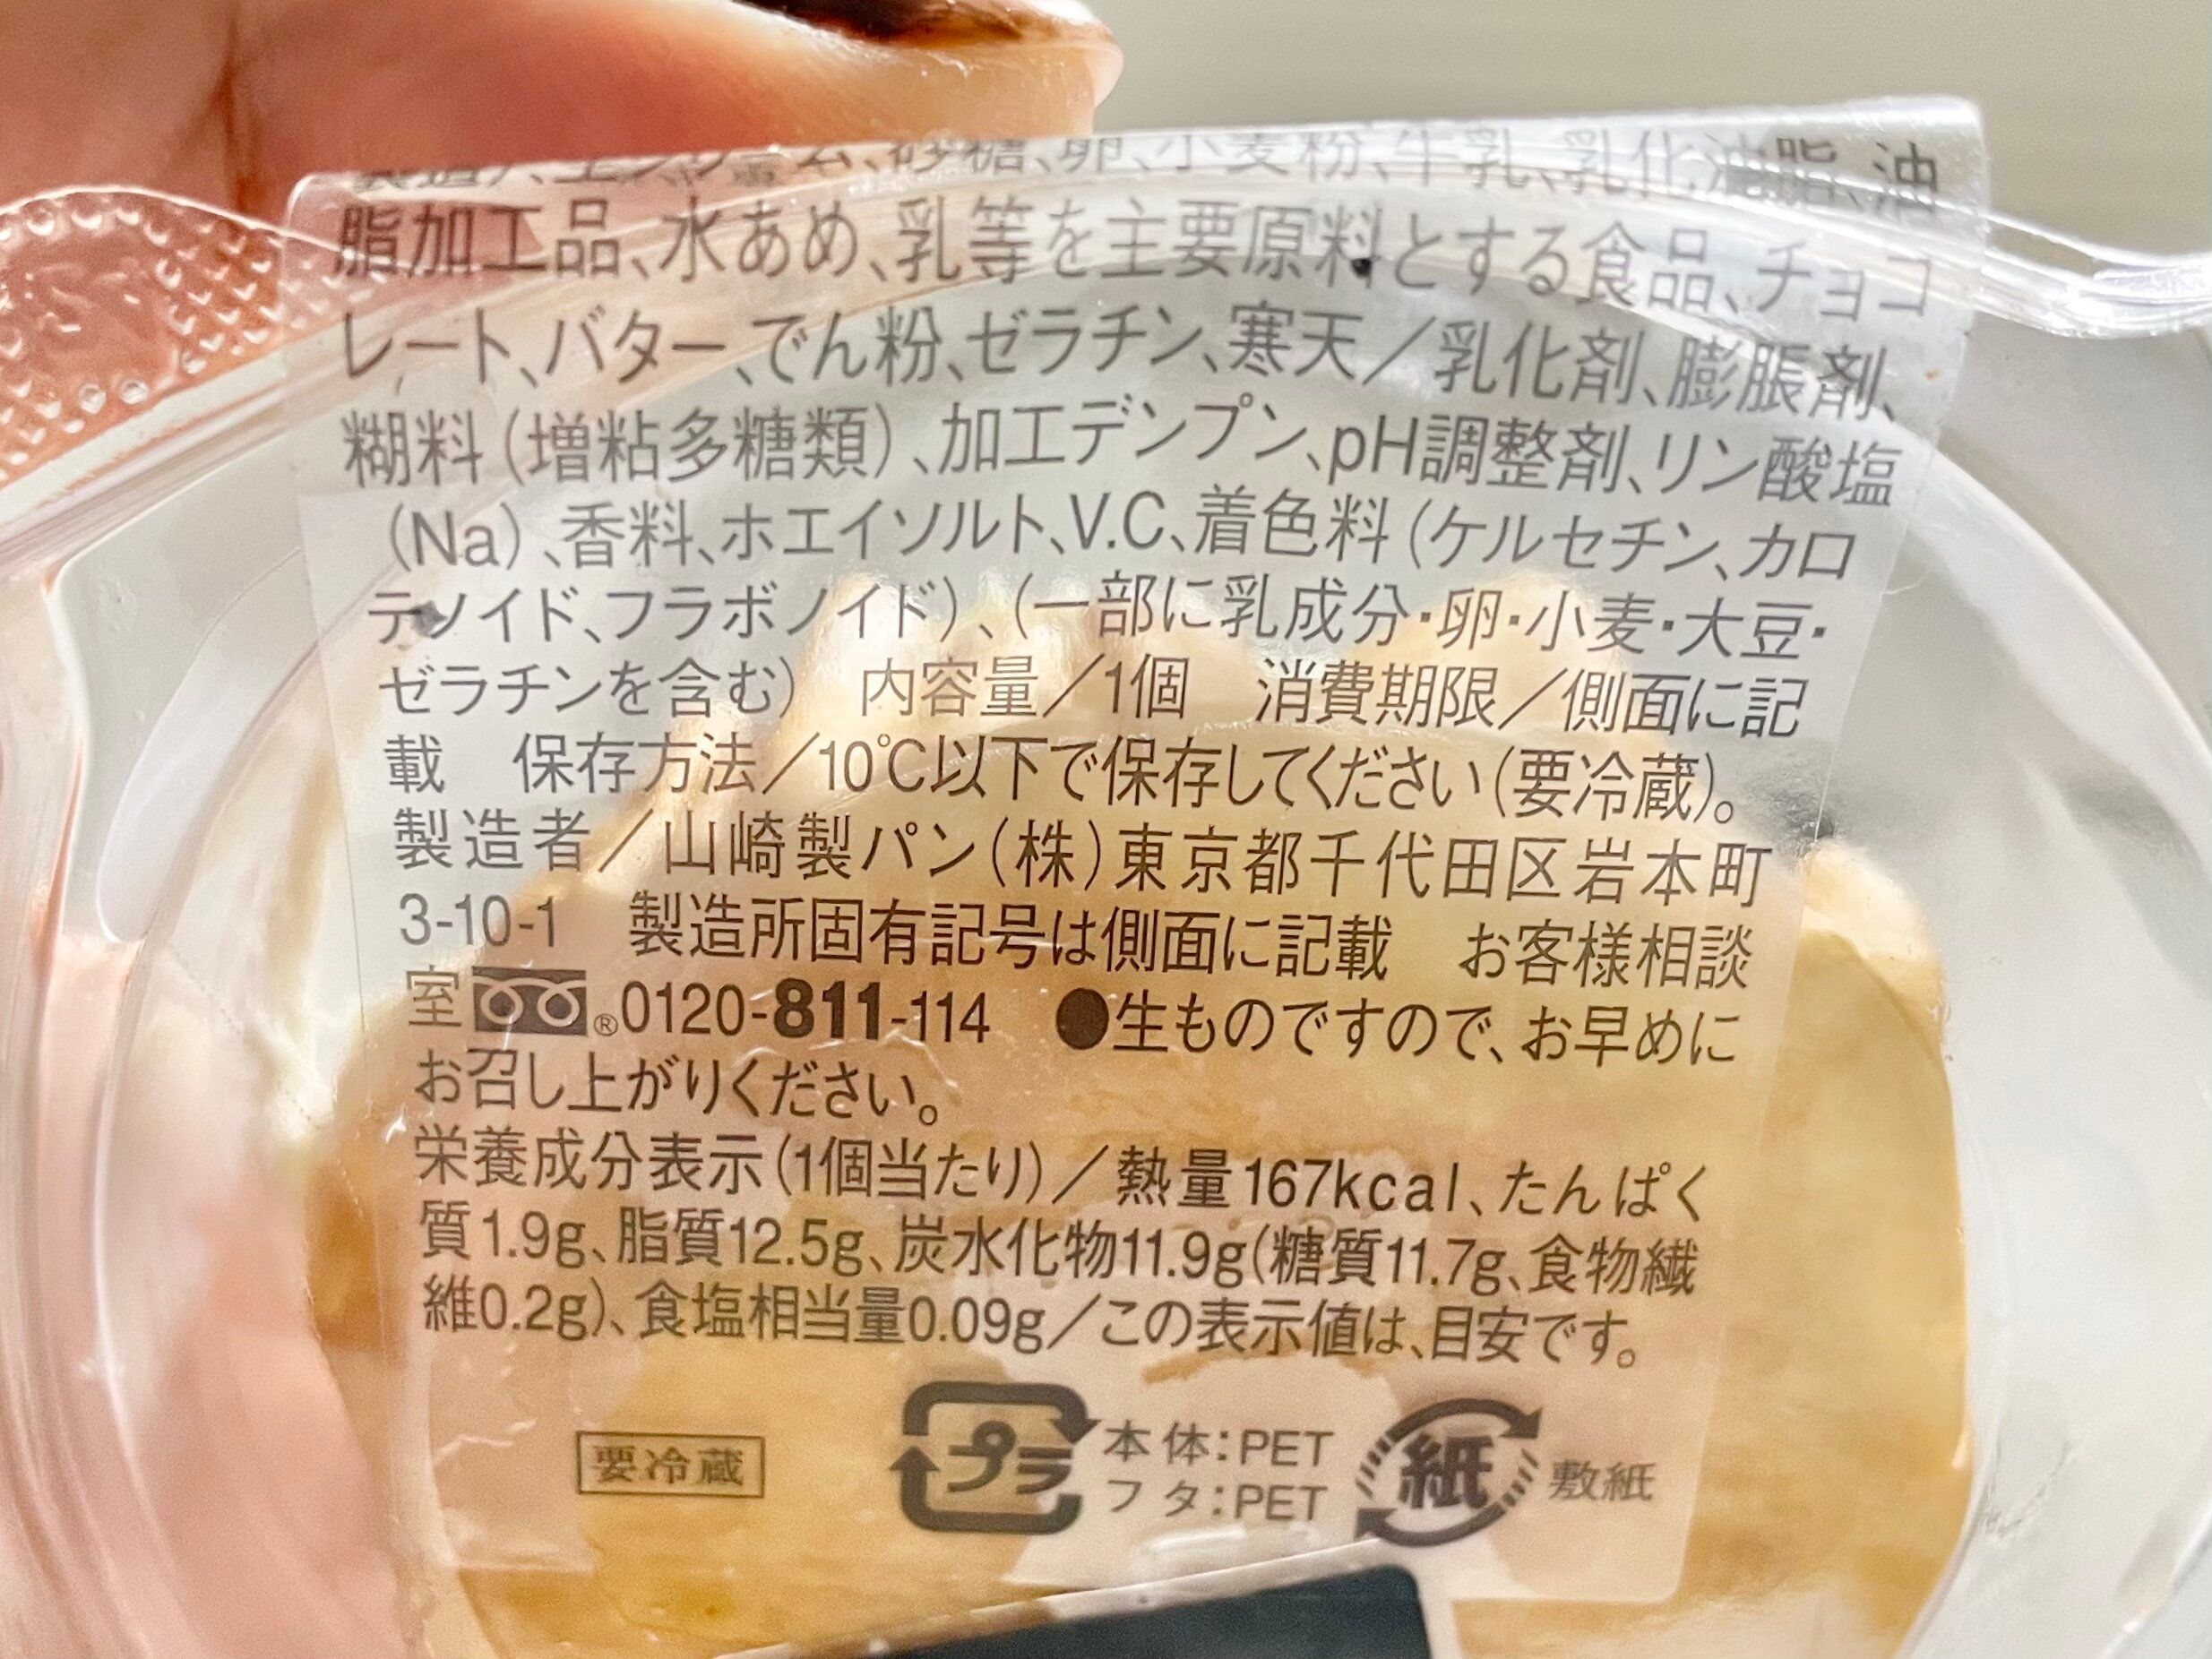 砂糖、卵、小麦粉、牛乳、乳化油脂、油
脂加工品、水あめ、乳等を主要原料とする食品、チョコ
レート、バター、でん粉、ゼラチン、寒天／乳化剤、膨脹剤、
糊料（増粘多糖類）、加工デンプン、pH調整剤、リン酸塩
（Na）、香料、ホエイソルト、V.C、着色料（ケルセチン、カロ
テノイド、フラボノイド）、（一部に乳成分・卵・小麦・大豆・
ゼラチンを含む） 内容量／1個 消費期限／側面に記
載 保存方法／10℃以下で保存してください（要冷蔵）。
製造者／山崎製パン（株）東京都千代田区岩本町
3-10-1 製造所固有記号は側面に記載 お客様相談
室 ®0120-811-114 ●生ものですので、お早めに
お召し上がりください。
栄養成分表示（1個当たり）／熱量167kcal、たんぱく
質1.9g、脂質12.5g、炭水化物11.9g(糖質11.7g、食物繊
維0.2g)、食塩相当量0.09g／この表示値は、目安です。
要冷蔵
プラ
本体：PET
フタ：PET
紙
敷紙